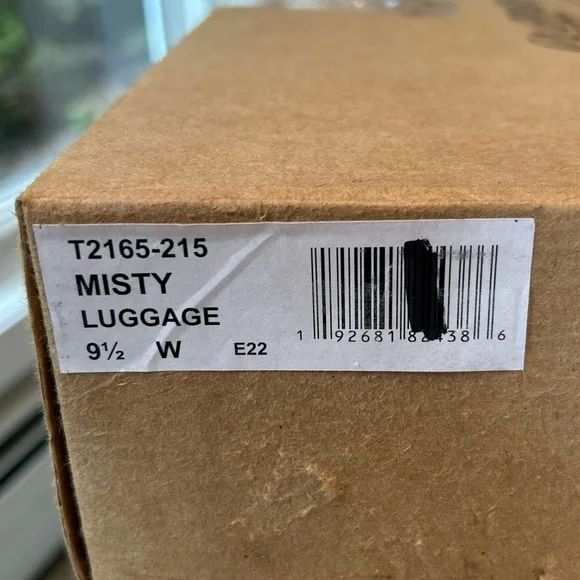 T2165-215
MISTY
LUGGAGE
9½ W E22
1 92681 82438 6